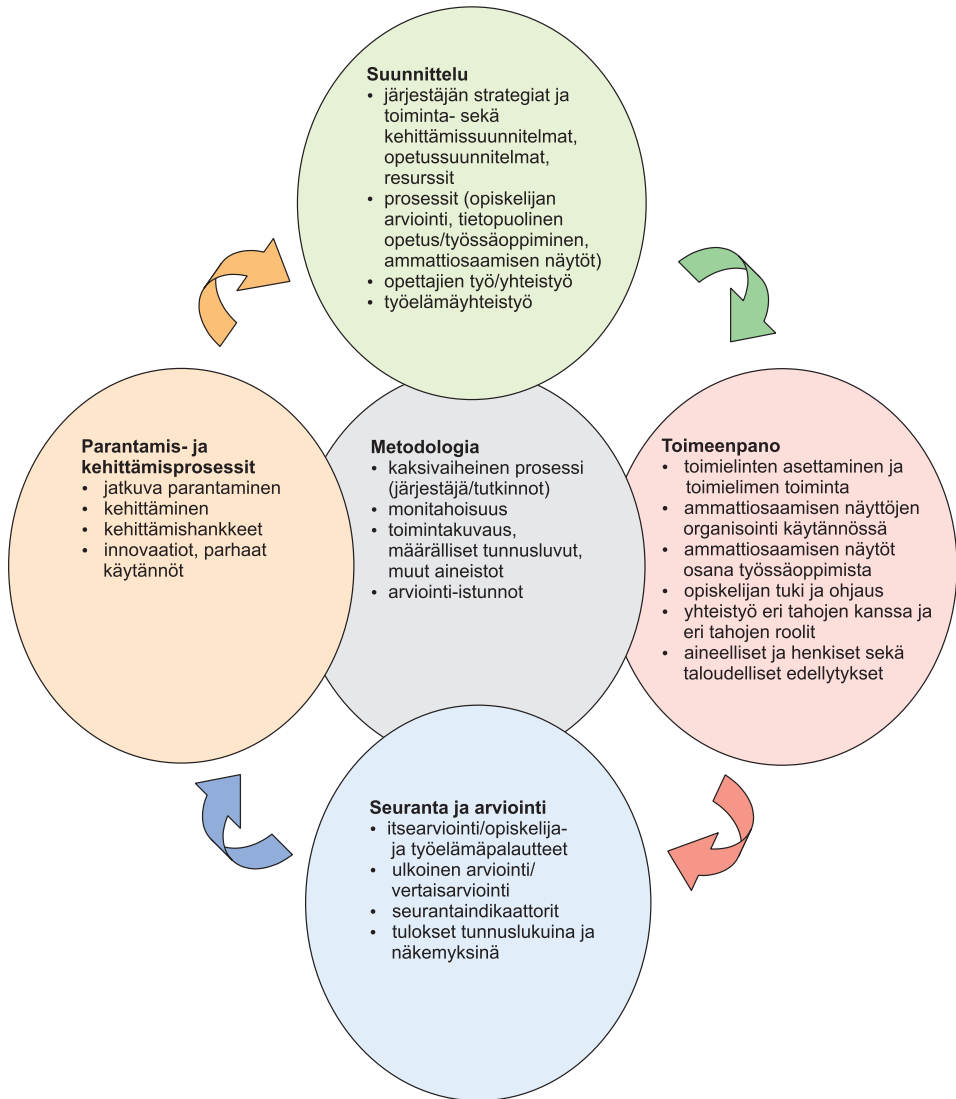 Suunnittelu
• järjestäjän strategiat ja
toiminta- sekä
kehittämissuunnitelmat,
opetussuunnitelmat,
resurssit
• prosessit (opiskelijan
arviointi, tietopuolinen
opetus/työssäoppiminen,
ammattiosaamisen näytöt)
• opettajien työ/yhteistyö
• työelämäyhteistyö
Parantamis- ja
kehittämisprosessit
• jatkuva parantaminen
• kehittäminen
• kehittämishankkeet
• innovaatiot, parhaat
käytännöt
Metodologia
• kaksivaiheinen prosessi
(järjestäjä/tutkinnot)
• monitahoisuus
• toimintakuvaus,
määrälliset tunnusluvut,
muut aineistot
• arviointi-istunnot
Toimeenpano
• toimielinten asettaminen ja
toimielimen toiminta
• ammattiosaamisen näyttöjen
organisointi käytännössä
• ammattiosaamisen näytöt
osana työssäoppimista
• opiskelijan tuki ja ohjaus
• yhteistyö eri tahojen kanssa ja
eri tahojen roolit
• aineelliset ja henkiset sekä
taloudelliset edellytykset
Seuranta ja arviointi
• itsearviointi/opiskelija-
ja työelämäpalautteet
• ulkoinen arviointi/
vertaisarviointi
• seurantaindikaattorit
• tulokset tunnuslukuina ja
näkemyksinä